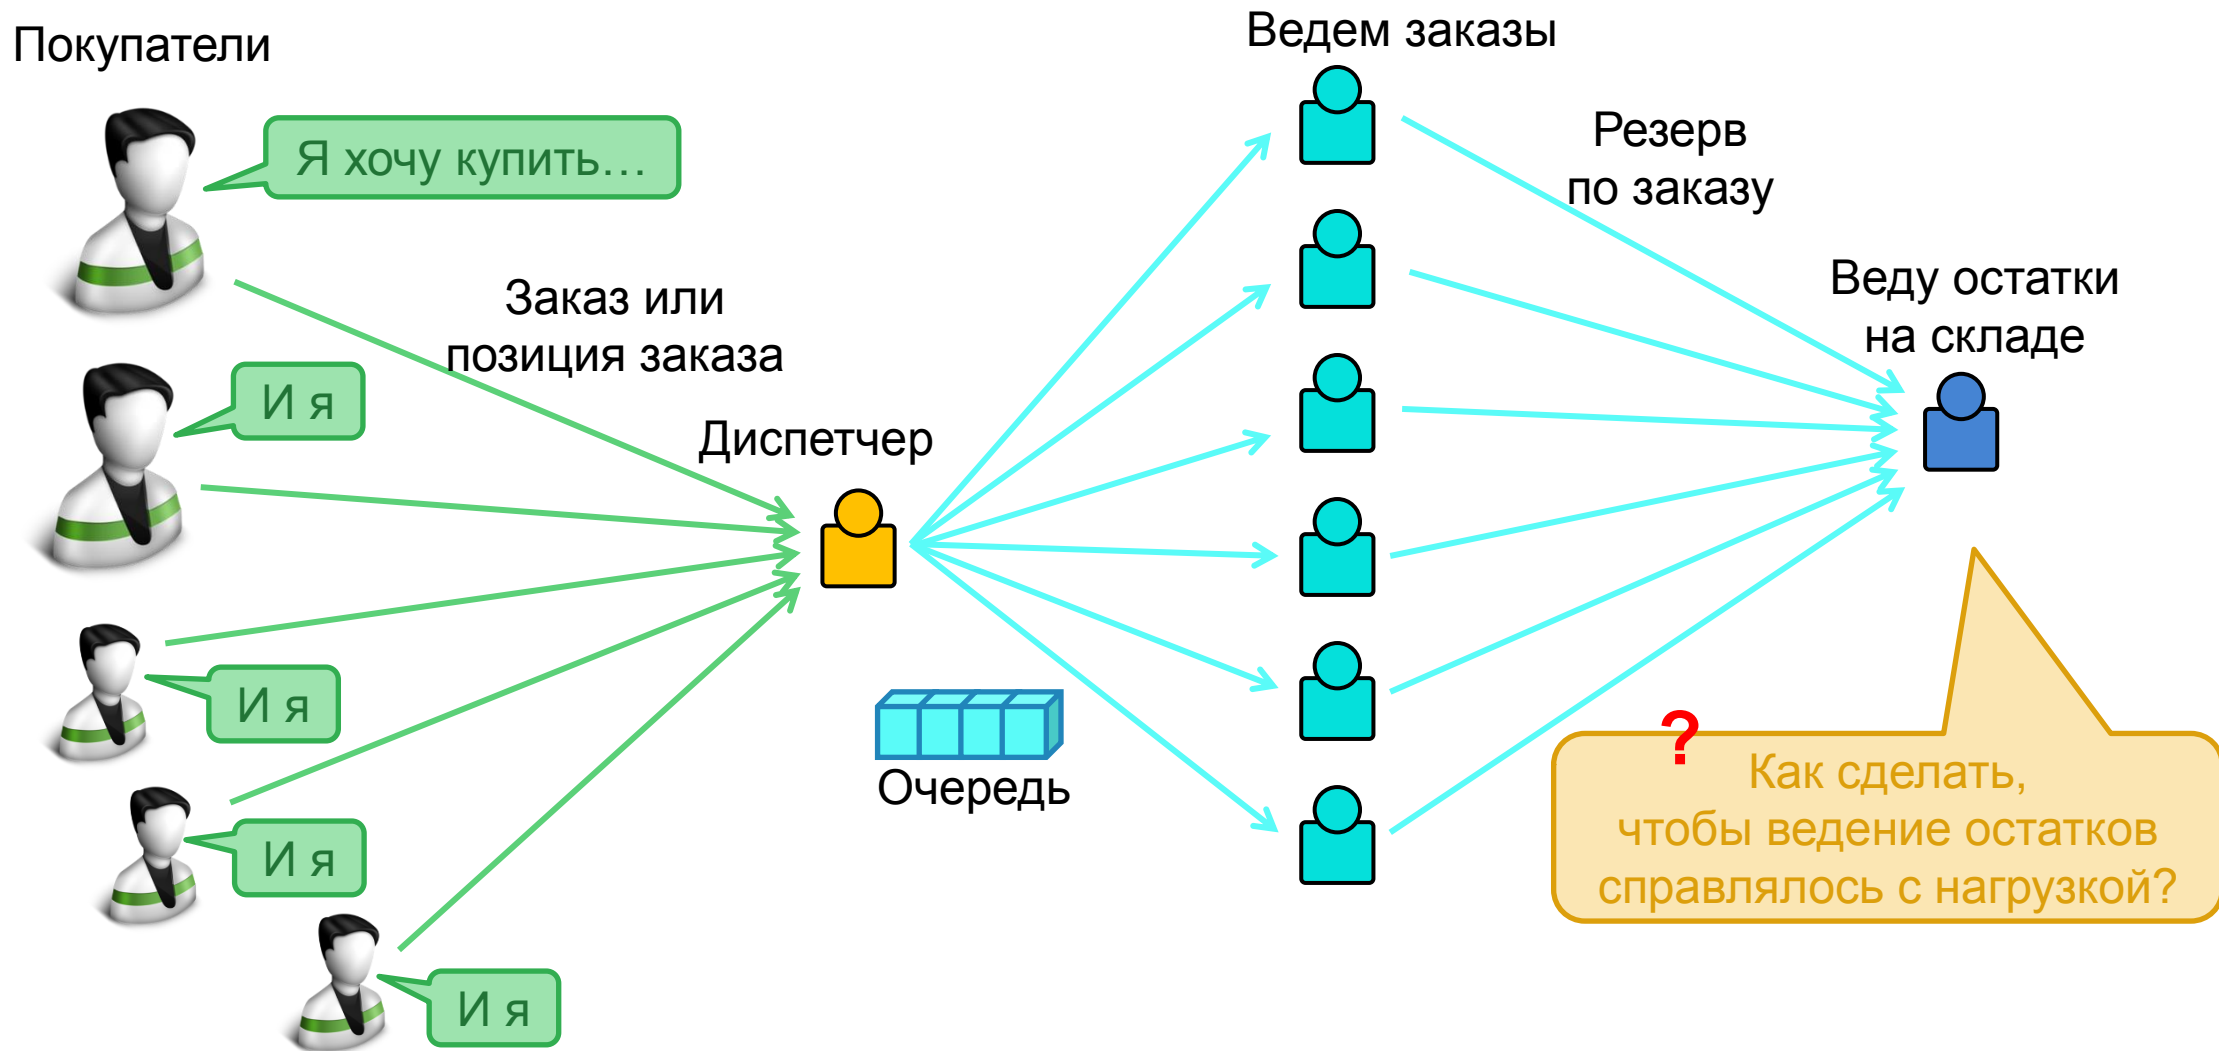 Покупатели
Я хочу купить...
И я
И я
И я
И я
Заказ или
позиция заказа
Диспетчер
Очередь
Ведем заказы
Резерв
по заказу
Веду остатки
на складе
?
Как сделать,
чтобы ведение остатков
справлялось с нагрузкой?